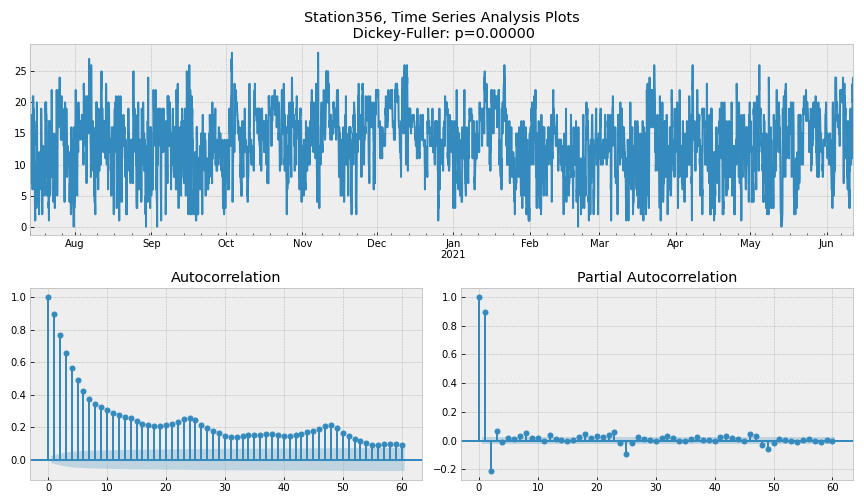 Station356, Time Series Analysis Plots
Dickey-Fuller: p=0.00000
25
20
15
10
5
0
Aug Sep Oct Nov Dec Jan Feb Mar Apr May Jun
2021
Autocorrelation
1.0
0.8
0.6
0.4
0.2
0.0
0 10 20 30 40 50 60
Partial Autocorrelation
1.0
0.8
0.6
0.4
0.2
0.0
−0.2
0 10 20 30 40 50 60